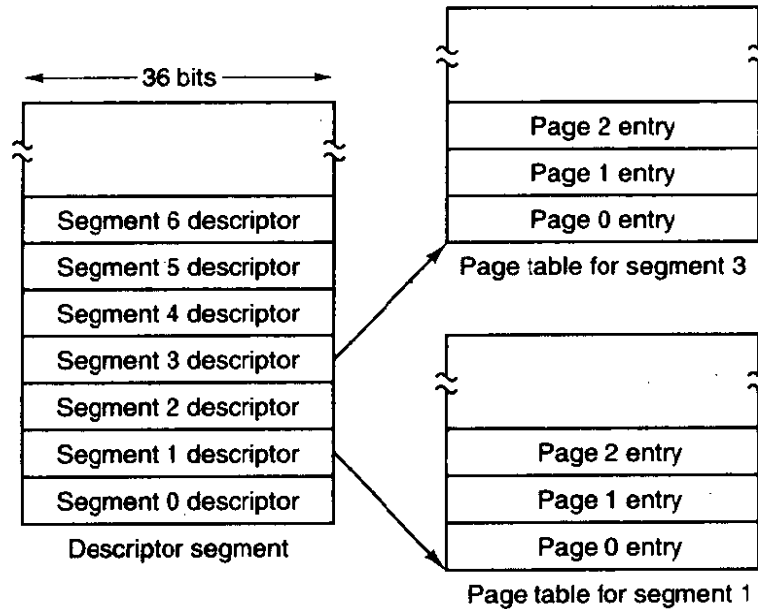 36 bits
Segment 6 descriptor
Segment 5 descriptor
Segment 4 descriptor
Segment 3 descriptor
Segment 2 descriptor
Segment 1 descriptor
Segment 0 descriptor
Descriptor segment
Page 2 entry
Page 1 entry
Page 0 entry
Page table for segment 3
Page 2 entry
Page 1 entry
Page 0 entry
Page table for segment 1